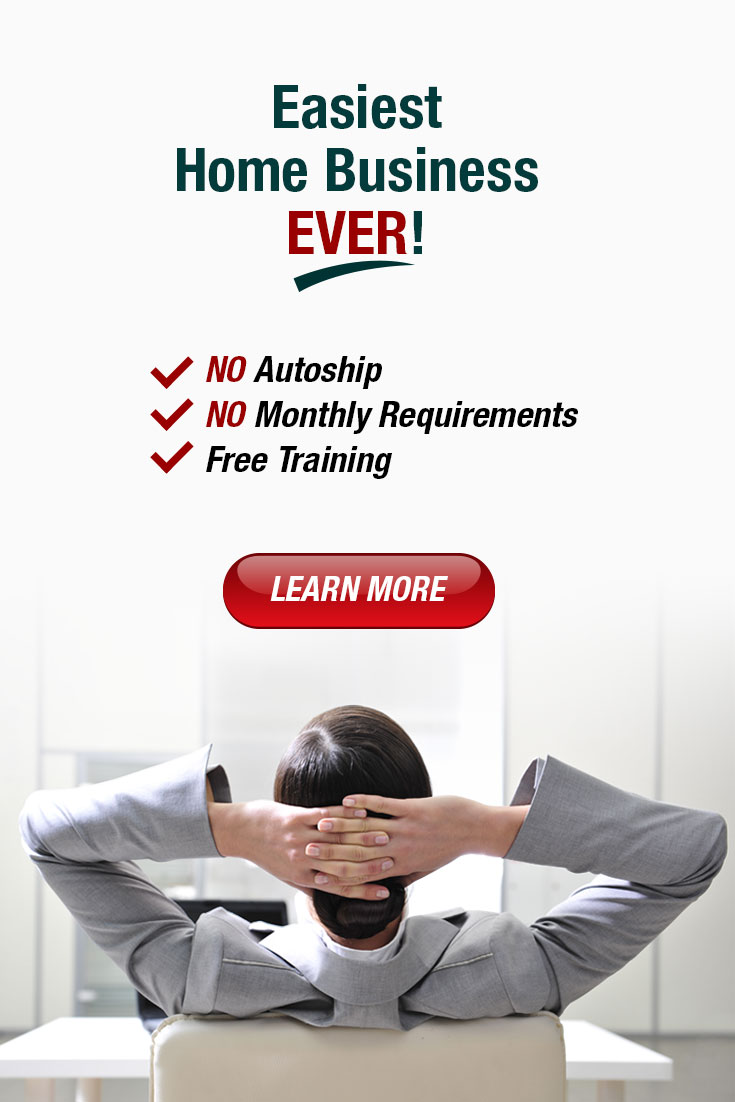 Easiest
Home Business
EVER!
NO Autoship
NO Monthly Requirements
Free Training
LEARN MORE